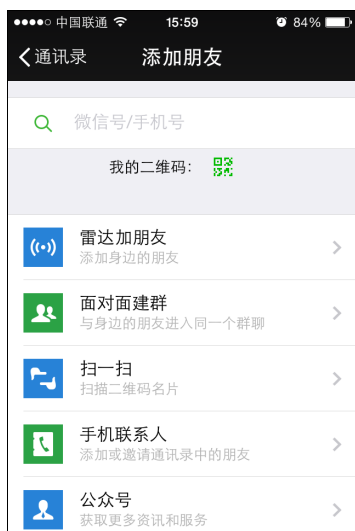 中国联通 15:59 84%
通讯录 添加朋友
微信号/手机号
我的二维码：
雷达加朋友
添加身边的朋友
面对面建群
与身边的朋友进入同一个群聊
扫一扫
扫描二维码名片
手机联系人
添加或邀请通讯录中的朋友
公众号
获取更多资讯和服务